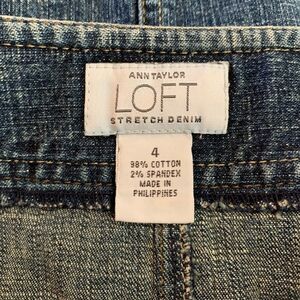 ANN TAYLOR
LOFT
STRETCH DENIM
4
98% COTTON
2% SPANDEX
MADE IN
PHILIPPINES